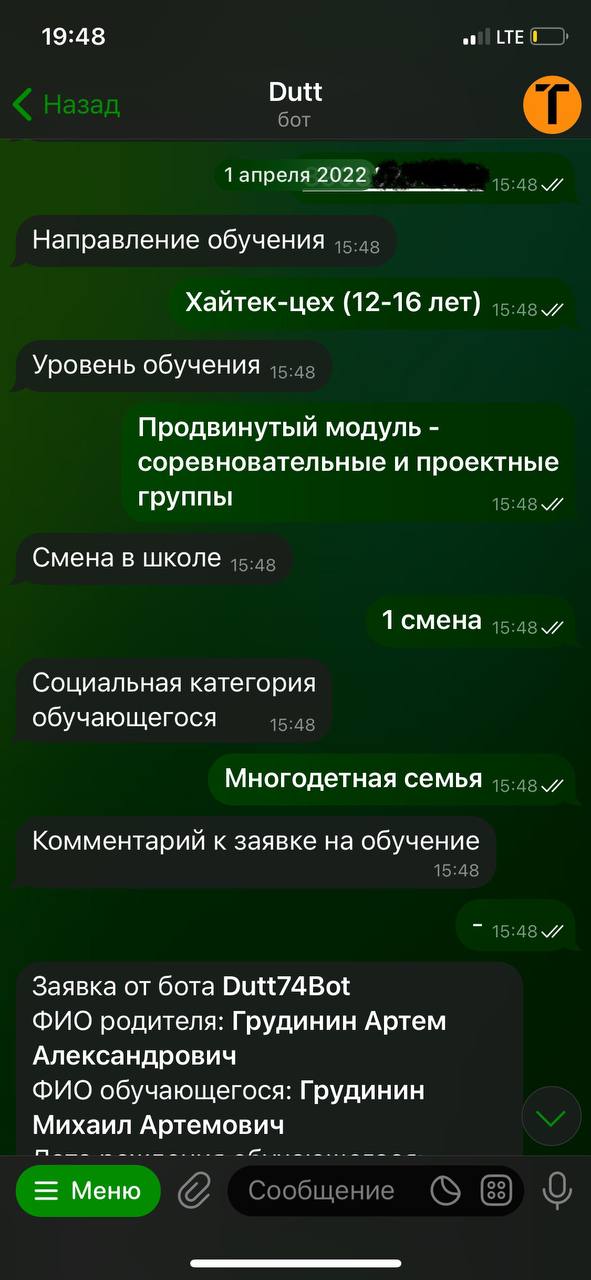 19:48
LTE
Назад
Dutt
бот
1 апреля 2022
15:48
Направление обучения 15:48
Хайтек-цех (12-16 лет) 15:48
Уровень обучения 15:48
Продвинутый модуль -
соревновательные и проектные
группы 15:48
Смена в школе 15:48
1 смена 15:48
Социальная категория
обучающегося 15:48
Многодетная семья 15:48
Комментарий к заявке на обучение
15:48
- 15:48
Заявка от бота Dutt74Bot
ФИО родителя: Грудинин Артем
Александрович
ФИО обучающегося: Грудинин
Михаил Артемович
Дата рождения обучающегося:
Меню
Сообщение